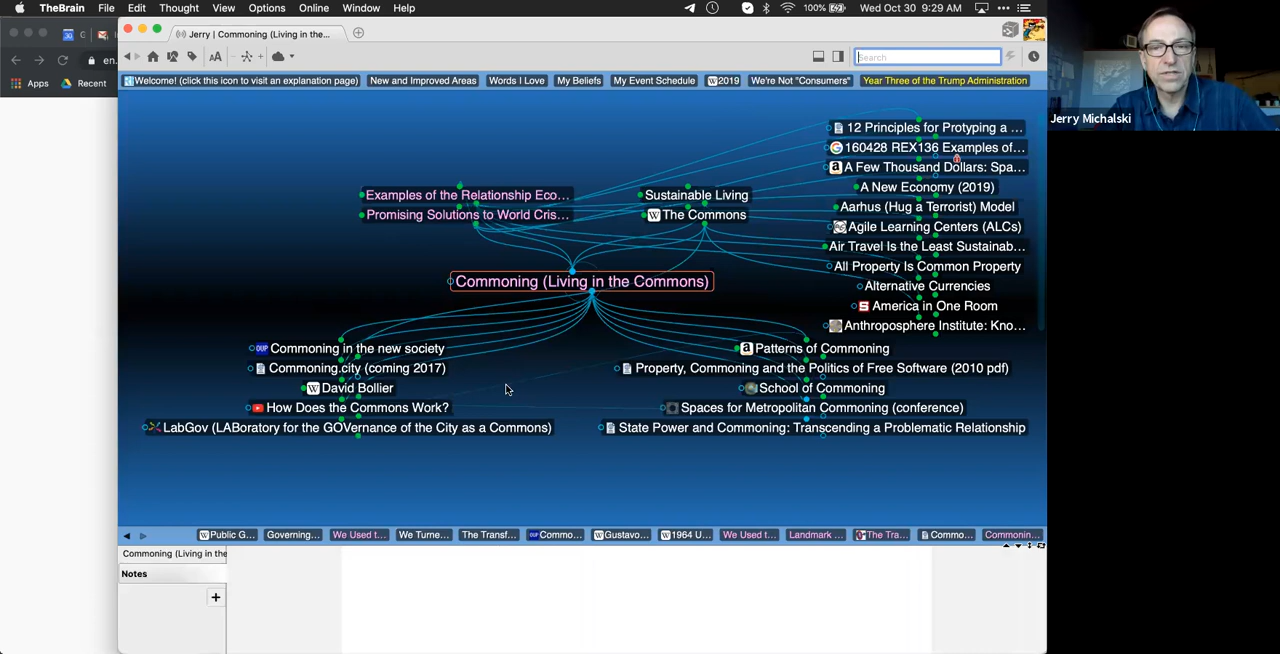 TheBrain File Edit Thought View Options Online Window Help 100% Wed Oct 30 9:29 AM
Jerry | Commoning (Living in the...
Search
Welcome! (click this icon to visit an explanation page) New and Improved Areas Words I Love My Beliefs My Event Schedule 2019 We're Not "Consumers" Year Three of the Trump Administration
en.
Apps Recent
Jerry Michalski
12 Principles for Protyping a ...
160428 REX136 Examples of...
A Few Thousand Dollars: Spa...
A New Economy (2019)
Aarhus (Hug a Terrorist) Model
Agile Learning Centers (ALCs)
Air Travel Is the Least Sustainab...
All Property Is Common Property
Alternative Currencies
America in One Room
Anthroposphere Institute: Kno...
Examples of the Relationship Eco...
Promising Solutions to World Cris...
Sustainable Living
The Commons
Commoning (Living in the Commons)
Commoning in the new society
Commoning.city (coming 2017)
David Bollier
How Does the Commons Work?
LabGov (LABoratory for the GOVernance of the City as a Commons)
Patterns of Commoning
Property, Commoning and the Politics of Free Software (2010 pdf)
School of Commoning
Spaces for Metropolitan Commoning (conference)
State Power and Commoning: Transcending a Problematic Relationship
Public G... Governing... We Used t... We Turne... The Transf... Commo... Gustavo... 1964 U... We Used t... Landmark ... The Tra... Commo... Commonin...
Commoning (Living in the
Notes